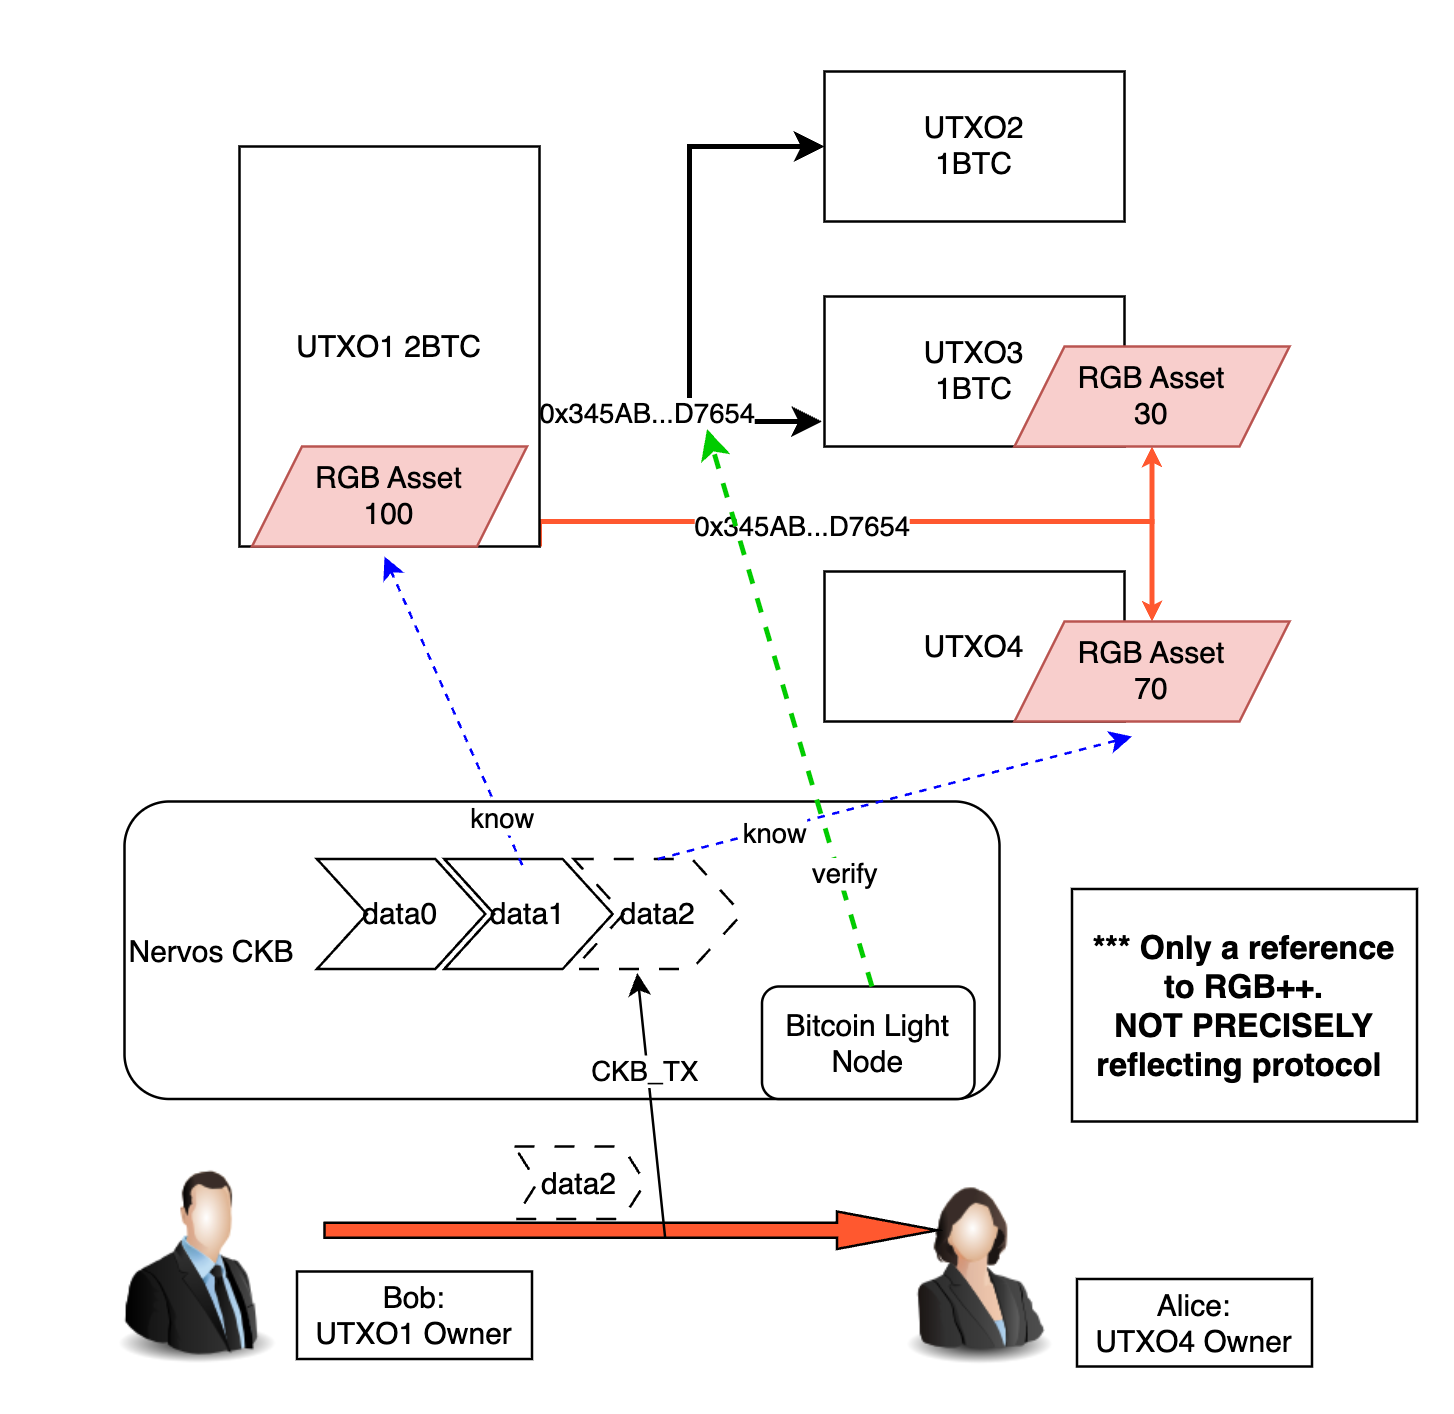 UTXO2
1BTC
UTXO1 2BTC
UTXO3
1BTC
RGB Asset
30
0x345AB...D7654
RGB Asset
100
0x345AB...D7654
UTXO4
RGB Asset
70
know
know
verify
data0
data1
data2
Nervos CKB
*** Only a reference
to RGB++.
NOT PRECISELY
reflecting protocol
Bitcoin Light
Node
CKB_TX
data2
Bob:
UTXO1 Owner
Alice:
UTXO4 Owner